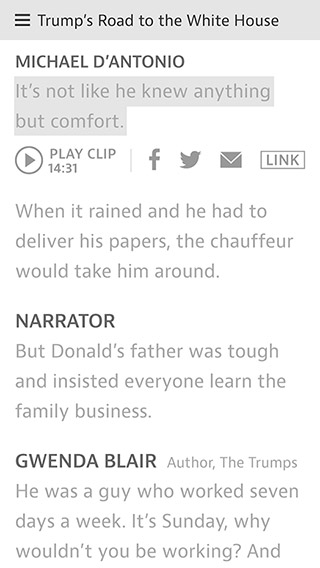 Trump's Road to the White House
MICHAEL D'ANTONIO
It's not like he knew anything
but comfort.
PLAY CLIP
14:31
LINK
When it rained and he had to
deliver his papers, the chauffeur
would take him around.
NARRATOR
But Donald's father was tough
and insisted everyone learn the
family business.
GWENDA BLAIR Author, The Trumps
He was a guy who worked seven
days a week. It's Sunday, why
wouldn't you be working? And